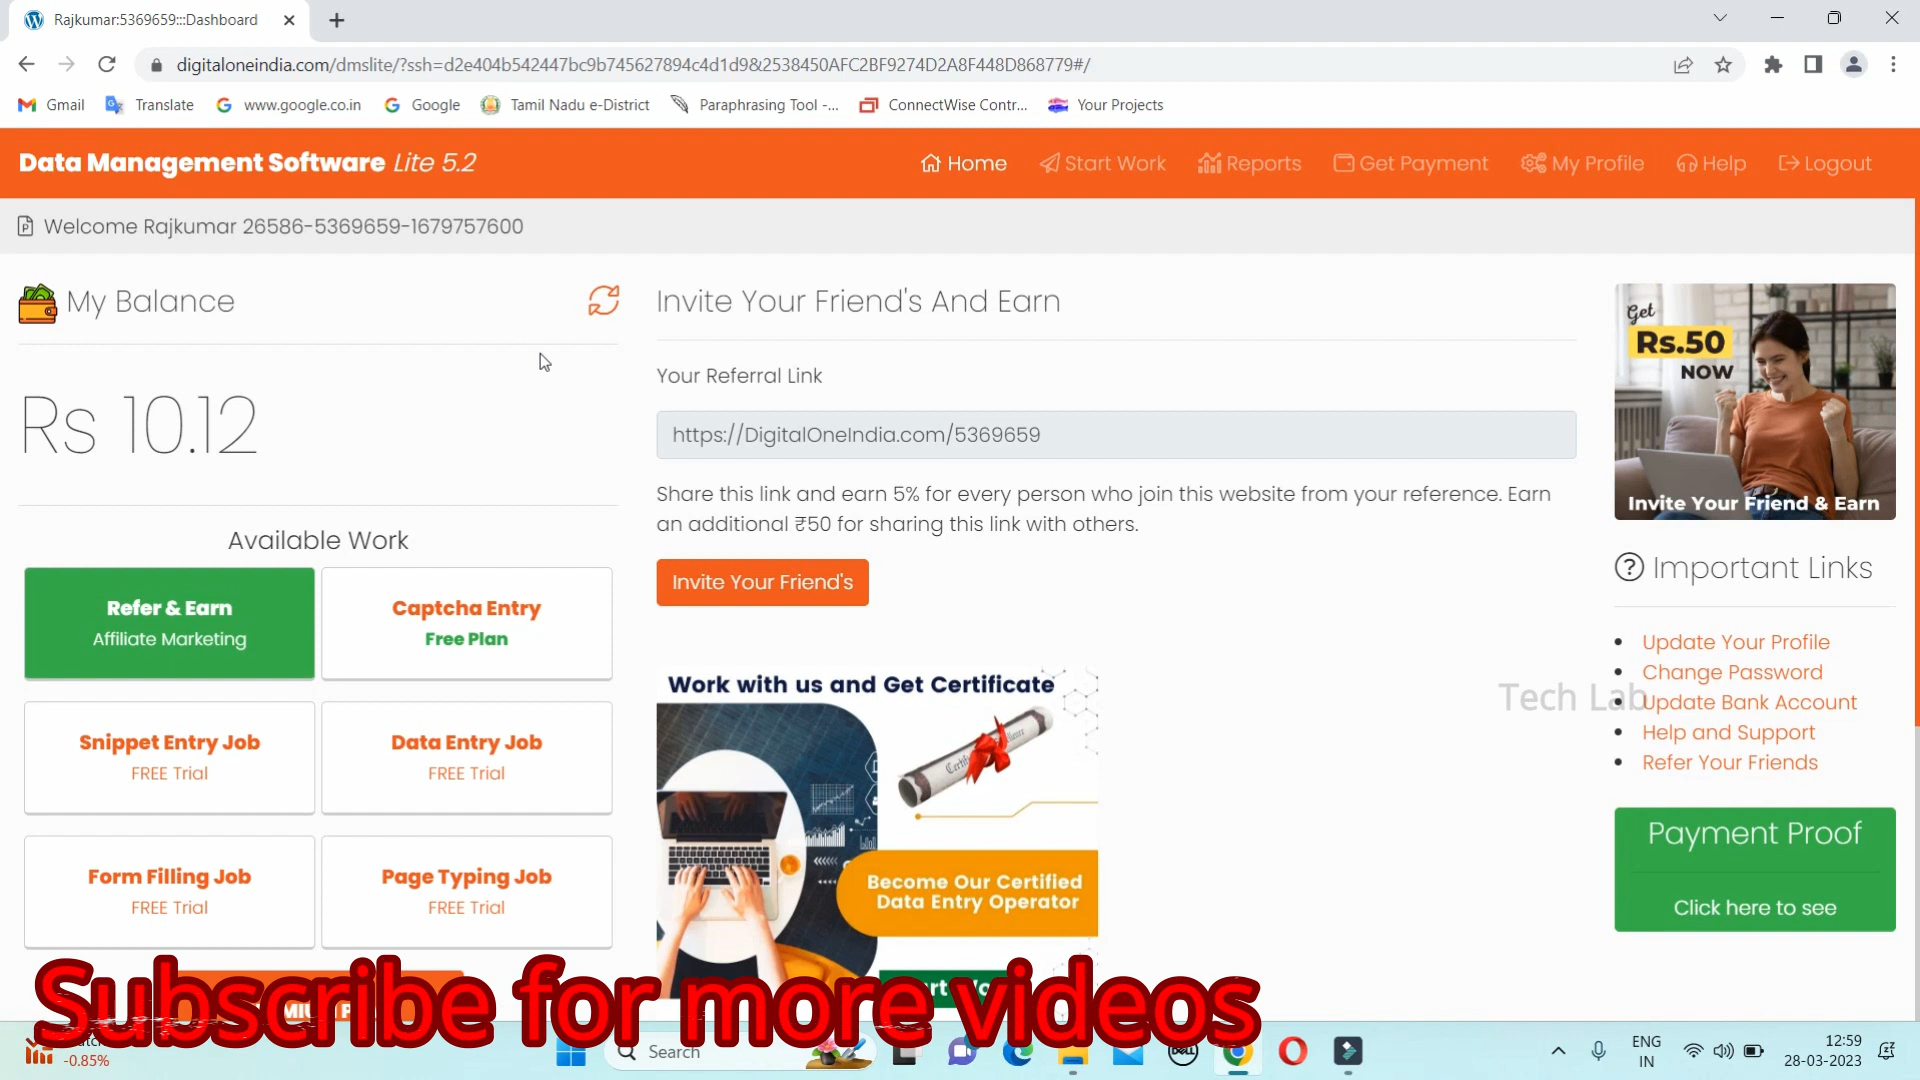 Rajkumar:5369659:::Dashboard
digitaloneindia.com/dmslite/?ssh=d2e404b542447bc9b745627894c4d1d9&2538450AFC2BF9274D2A8F448D868779#/
Gmail Translate www.google.co.in Google Tamil Nadu e-District Paraphrasing Tool -... ConnectWise Contr... Your Projects
Data Management Software Lite 5.2
Home Start Work Reports Get Payment My Profile Help Logout
Welcome Rajkumar 26586-5369659-1679757600
My Balance
Rs 10.12
Available Work
Refer & Earn
Affiliate Marketing
Captcha Entry
Free Plan
Snippet Entry Job
FREE Trial
Data Entry Job
FREE Trial
Form Filling Job
FREE Trial
Page Typing Job
FREE Trial
Invite Your Friend's And Earn
Your Referral Link
https://DigitalOneIndia.com/5369659
Share this link and earn 5% for every person who join this website from your reference. Earn
an additional ₹50 for sharing this link with others.
Invite Your Friend's
Work with us and Get Certificate
Become Our Certified
Data Entry Operator
Get
Rs.50
NOW
Invite Your Friend & Earn
Important Links
Update Your Profile
Change Password
Update Bank Account
Help and Support
Refer Your Friends
Tech Lab
Payment Proof
Click here to see
Subscribe for more videos
-0.85%
Search
DELL
ENG
IN
12:59
28-03-2023